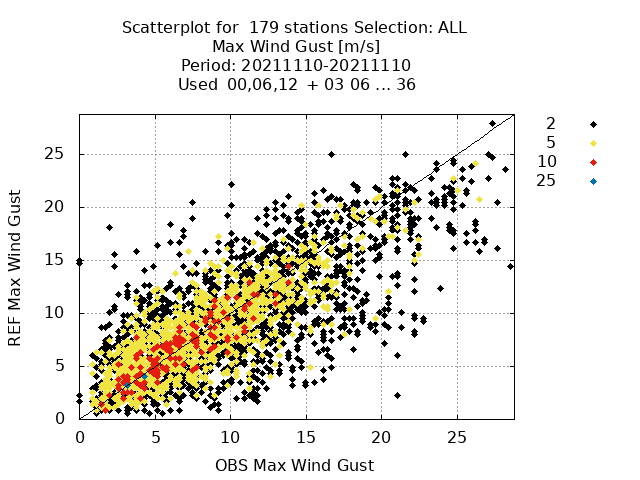 Scatterplot for 179 stations Selection: ALL
Max Wind Gust [m/s]
Period: 20211110-20211110
Used 00,06,12 + 03 06 ... 36
2
5
10
25
REF Max Wind Gust
25
20
15
10
5
0
0 5 10 15 20 25
OBS Max Wind Gust